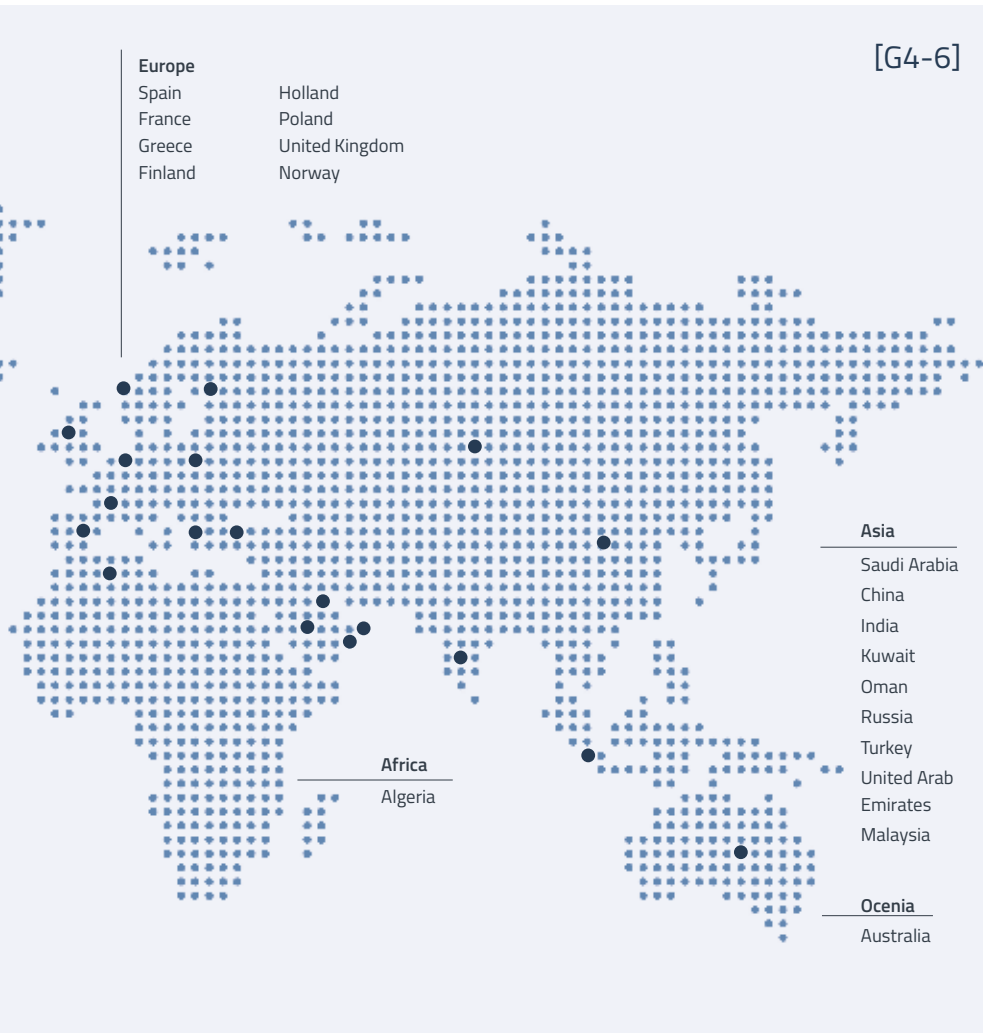 [G4-6]
Europe
Spain
France
Greece
Finland
Holland
Poland
United Kingdom
Norway
Asia
Saudi Arabia
China
India
Kuwait
Oman
Russia
Turkey
United Arab
Emirates
Malaysia
Africa
Algeria
Ocenia
Australia